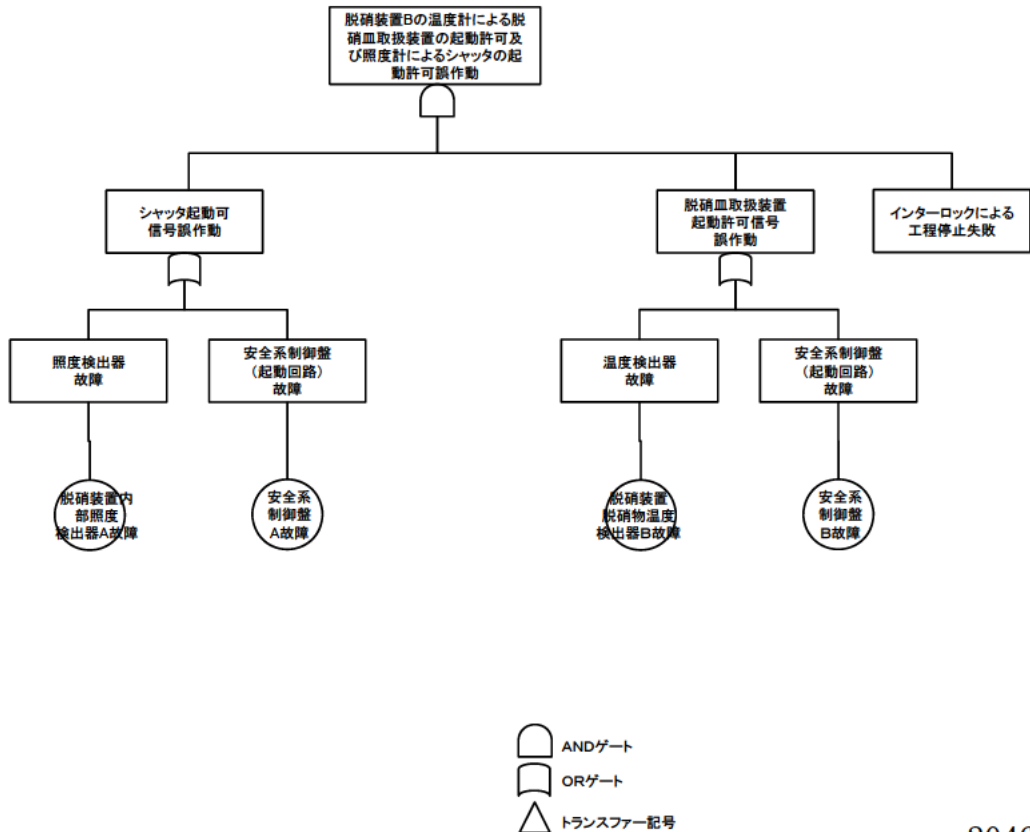 脱硝装置Bの温度計による脱
硝皿取扱装置の起動許可及
び照度計によるシャッタの起
動許可誤作動
シャッタ起動可
信号誤作動
脱硝皿取扱装置
起動許可信号
誤作動
インターロックによる
工程停止失敗
照度検出器
故障
安全系制御盤
(起動回路)
故障
温度検出器
故障
安全系制御盤
(起動回路)
故障
脱硝装置内
部照度
検出器A故障
安全系
制御盤
A故障
脱硝装置
脱硝物温度
検出器B故障
安全系
制御盤
B故障
ANDゲート
ORゲート
トランスファー記号